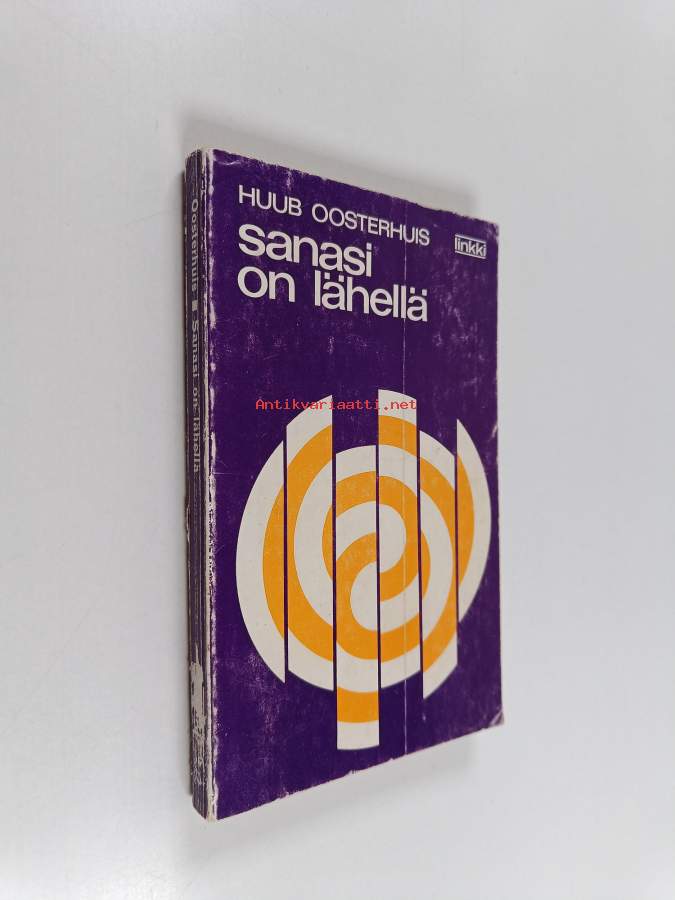 HUUB OOSTERHUIS
linkki
sanasi
on lähellä
Antikvariaatti.net
Oosterhuis ■ Sanasi on lähellä